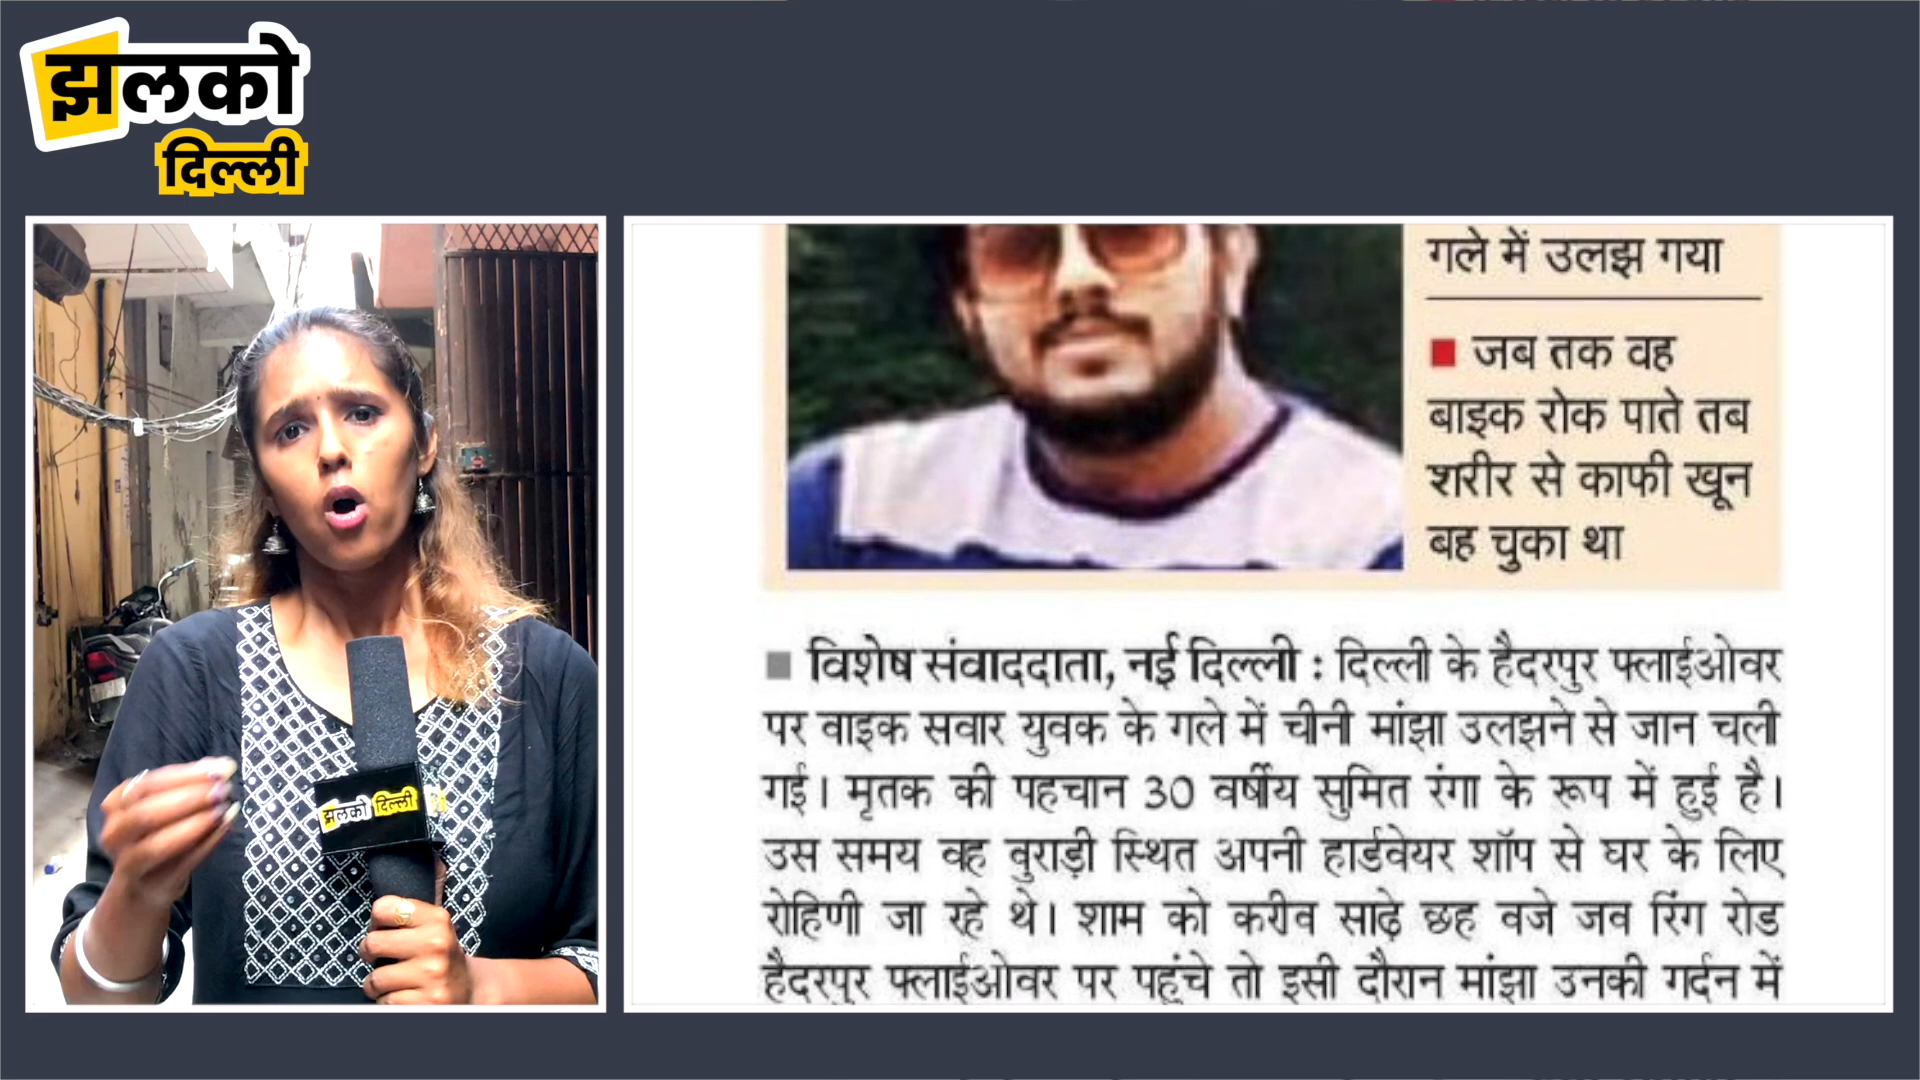 झलको
दिल्ली
गले में उलझ गया
जब तक वह
बाइक रोक पाते तब
शरीर से काफी खून
बह चुका था
विशेष संवाददाता, नई दिल्ली : दिल्ली के हैदरपुर फ्लाईओवर
पर बाइक सवार युवक के गले में चीनी मांझा उलझने से जान चली
गई। मृतक की पहचान 30 वर्षीय सुमित रंगा के रूप में हुई है।
उस समय वह बुराड़ी स्थित अपनी हार्डवेयर शॉप से घर के लिए
रोहिणी जा रहे थे। शाम को करीब साढ़े छह बजे जब रिंग रोड
हैदरपुर फ्लाईओवर पर पहुंचे तो इसी दौरान मांझा उनकी गर्दन में
झलको दिल्ली